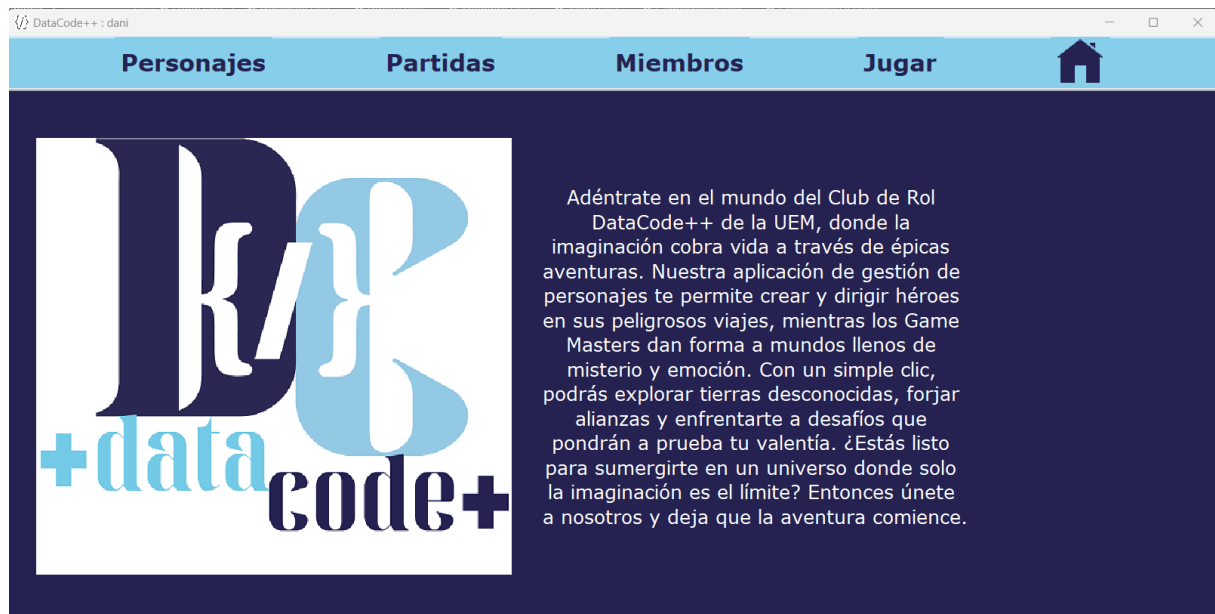 {/} DataCode++ : dani
Personajes Partidas Miembros Jugar
DC
{/}
+data
code+
Adéntrate en el mundo del Club de Rol
DataCode++ de la UEM, donde la
imaginación cobra vida a través de épicas
aventuras. Nuestra aplicación de gestión de
personajes te permite crear y dirigir héroes
en sus peligrosos viajes, mientras los Game
Masters dan forma a mundos llenos de
misterio y emoción. Con un simple clic,
podrás explorar tierras desconocidas, forjar
alianzas y enfrentarte a desafíos que
pondrán a prueba tu valentía. ¿Estás listo
para sumergirte en un universo donde solo
la imaginación es el límite? Entonces únete
a nosotros y deja que la aventura comience.